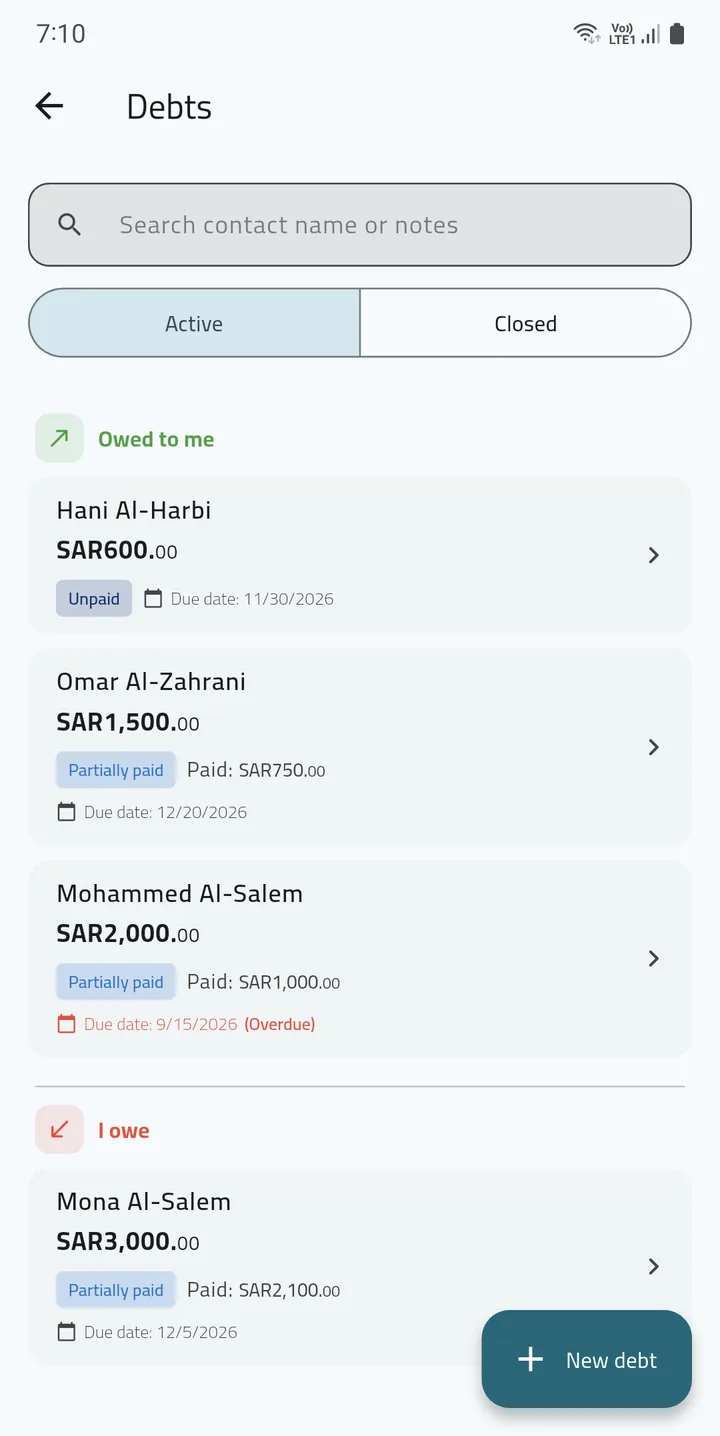 7:10
Vo)) LTE1
Debts
Search contact name or notes
Active
Closed
Owed to me
Hani Al-Harbi
SAR600.00
Unpaid Due date: 11/30/2026
Omar Al-Zahrani
SAR1,500.00
Partially paid Paid: SAR750.00
Due date: 12/20/2026
Mohammed Al-Salem
SAR2,000.00
Partially paid Paid: SAR1,000.00
Due date: 9/15/2026 (Overdue)
I owe
Mona Al-Salem
SAR3,000.00
Partially paid Paid: SAR2,100.00
Due date: 12/5/2026
New debt